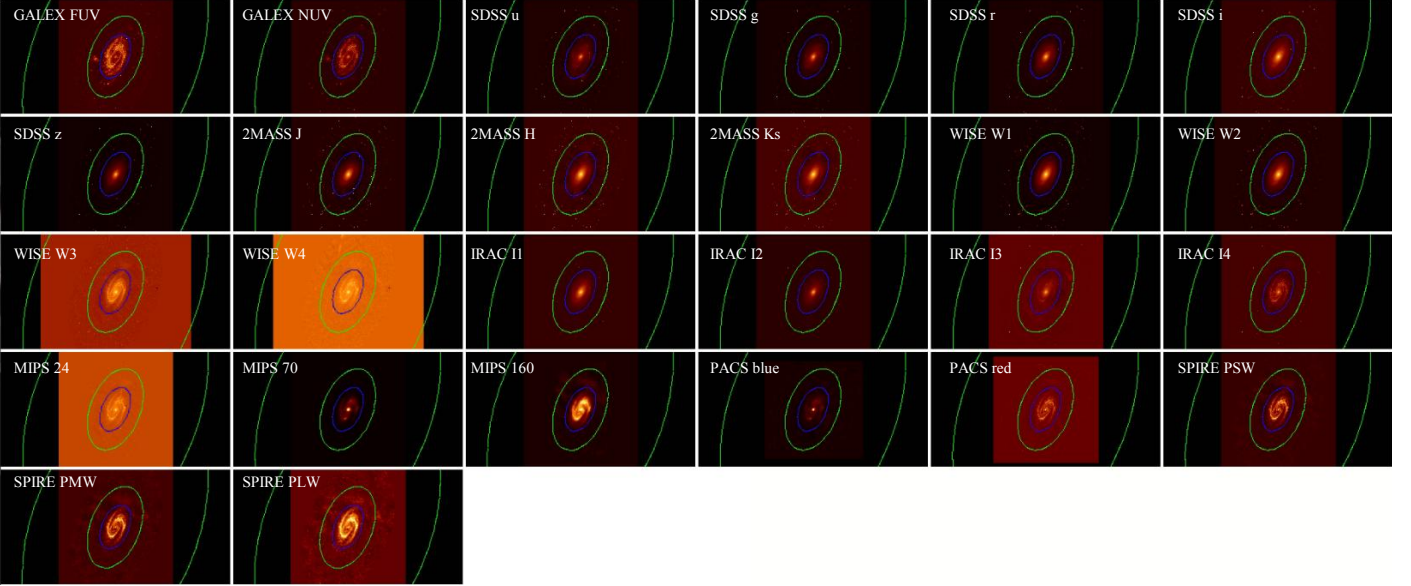 GALEX FUV
GALEX NUV
SDSS u
SDSS g
SDSS r
SDSS i
SDSS z
2MASS J
2MASS H
2MASS Ks
WISE W1
WISE W2
WISE W3
WISE W4
IRAC I1
IRAC I2
IRAC I3
IRAC I4
MIPS 24
MIPS 70
MIPS 160
PACS blue
PACS red
SPIRE PSW
SPIRE PMW
SPIRE PLW